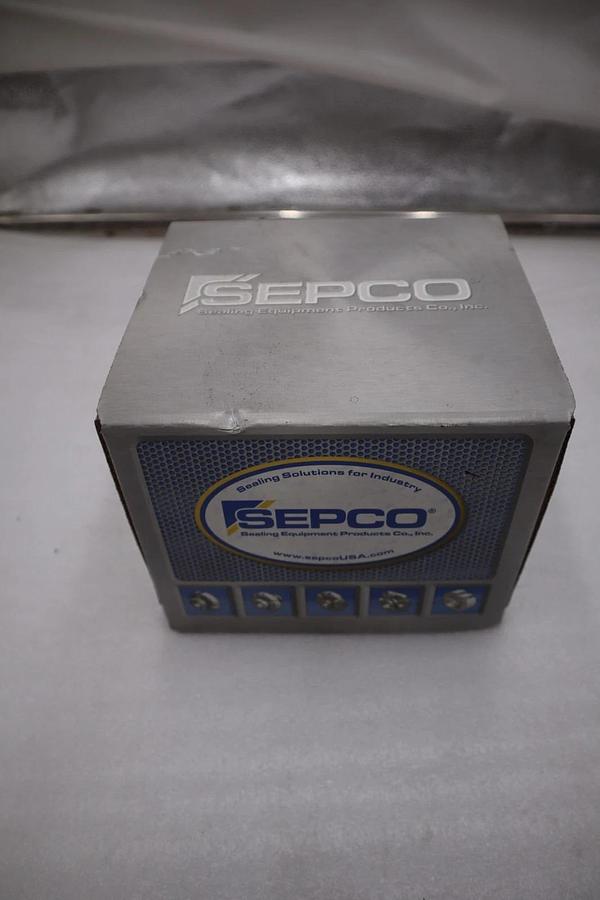 SEPCO
Sealing Equipment Products Co., Inc.
Sealing Solutions for Industry
SEPCO®
Sealing Equipment Products Co., Inc.
www.sepcoUSA.com